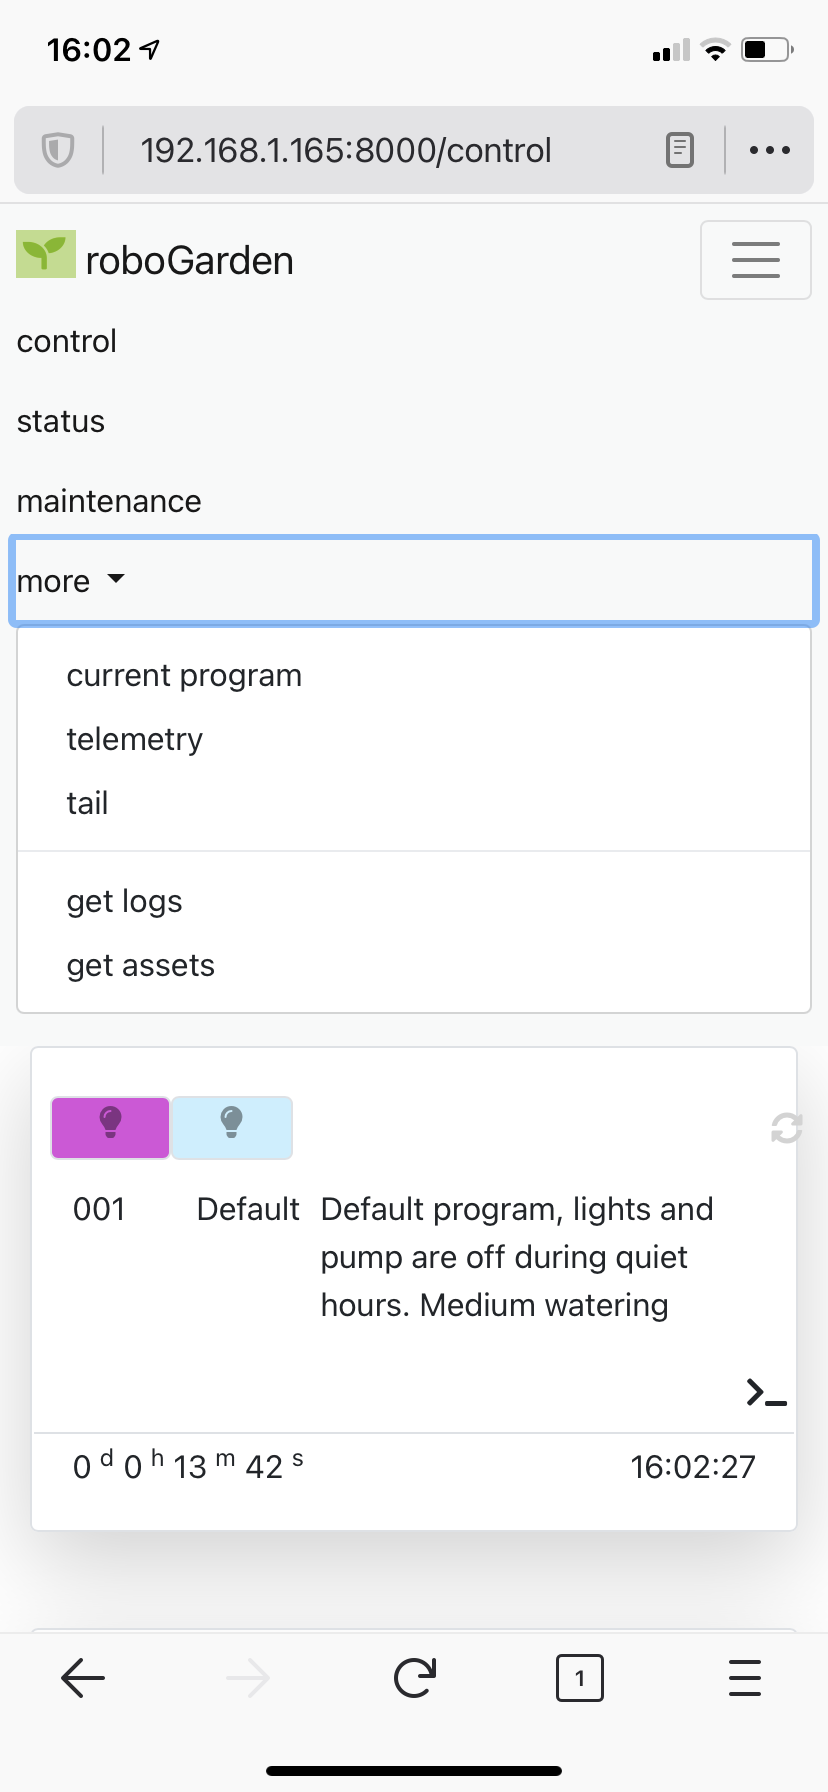 16:02
192.168.1.165:8000/control
roboGarden
control
status
maintenance
more
current program
telemetry
tail
get logs
get assets
001 Default Default program, lights and
pump are off during quiet
hours. Medium watering
0 d 0 h 13 m 42 s 16:02:27
1